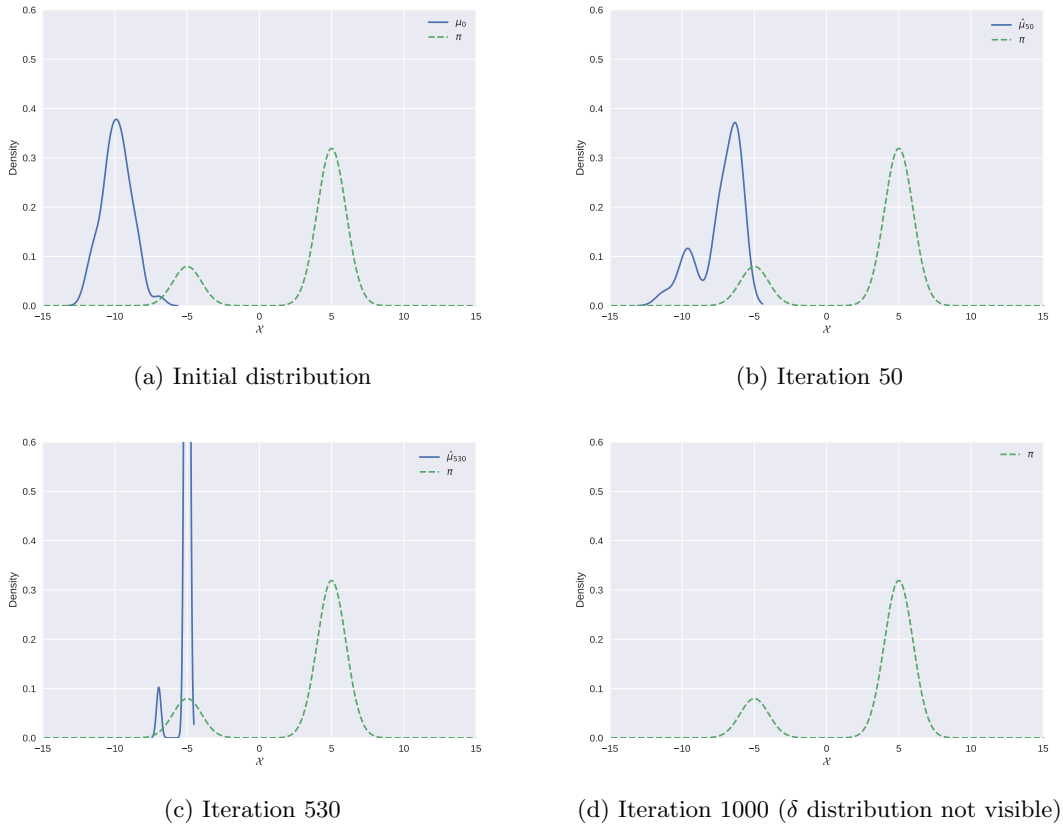 0.6
0.5
0.4
0.3
0.2
0.1
0.0
Density
−15 −10 −5 0 5 10 15
𝒳
μ₀
π
(a) Initial distribution
0.6
0.5
0.4
0.3
0.2
0.1
0.0
Density
−15 −10 −5 0 5 10 15
𝒳
μ̂₅₀
π
(b) Iteration 50
0.6
0.5
0.4
0.3
0.2
0.1
0.0
Density
−15 −10 −5 0 5 10 15
𝒳
μ̂₅₃₀
π
(c) Iteration 530
0.6
0.5
0.4
0.3
0.2
0.1
0.0
Density
−15 −10 −5 0 5 10 15
𝒳
π
(d) Iteration 1000 (δ distribution not visible)